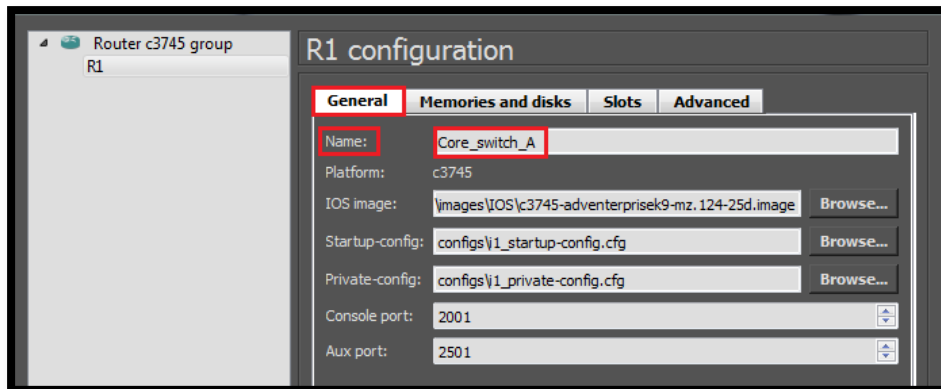 Router c3745 group
R1
R1 configuration
General Memories and disks Slots Advanced
Name: Core_switch_A
Platform: c3745
IOS image: \images\IOS\c3745-adventerprisek9-mz.124-25d.image Browse...
Startup-config: configs\i1_startup-config.cfg Browse...
Private-config: configs\i1_private-config.cfg Browse...
Console port: 2001
Aux port: 2501